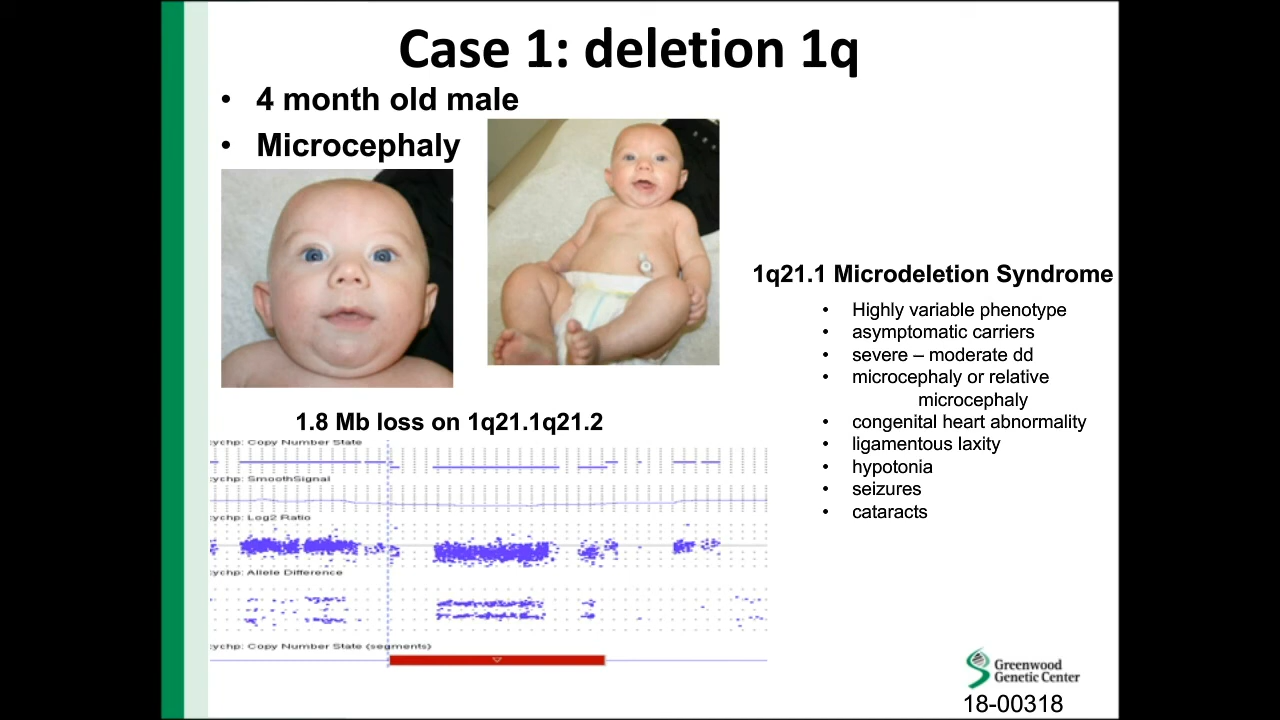 Case 1: deletion 1q
• 4 month old male
• Microcephaly
1q21.1 Microdeletion Syndrome
• Highly variable phenotype
• asymptomatic carriers
• severe – moderate dd
• microcephaly or relative
microcephaly
• congenital heart abnormality
• ligamentous laxity
• hypotonia
• seizures
• cataracts
1.8 Mb loss on 1q21.1q21.2
ychp: Copy Number State
ychp: SmoothSignal
ychp: Log2 Ratio
ychp: Allele Difference
ychp: Copy Number State (segments)
Greenwood
Genetic Center
18-00318